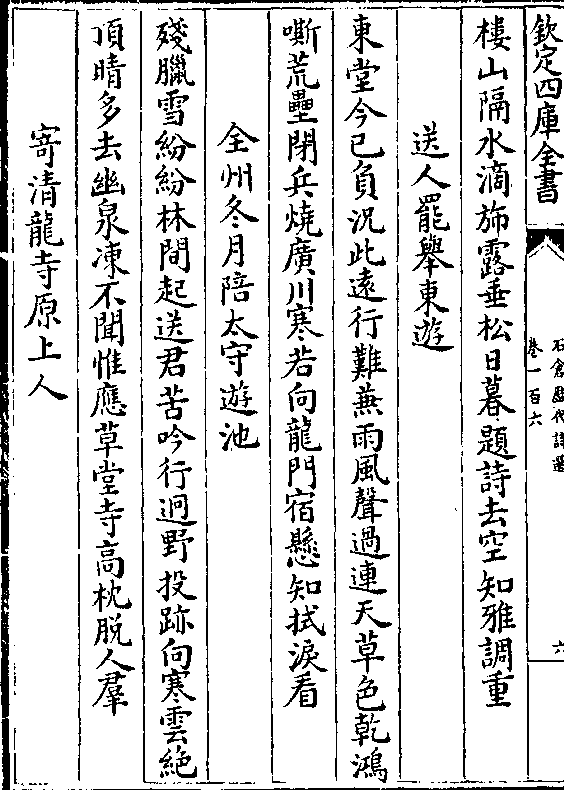 欽定四庫全書
石倉歷代詩選
卷一百六
六
樓山隔水滴斾露垂松日暮題詩去空知雅調重
送人罷舉東遊
東堂今已負況此遠行難蒹雨風聲過連天草色乾鴻
嘶荒壘閉兵燒廣川寒若向龍門宿懸知拭淚看
全州冬月陪太守遊池
殘臘雪紛紛林間起送君苦吟行迥野投跡向寒雲絶
頂晴多去幽泉凍不聞惟應草堂寺高枕脱人羣
寄清龍寺原上人